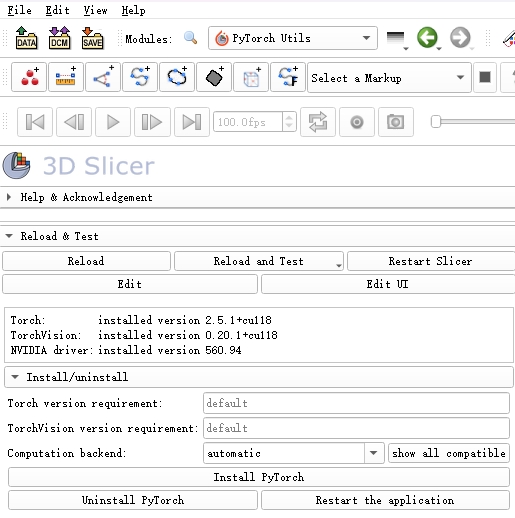 File Edit View Help
DATA DCM SAVE Modules: PyTorch Utils
Select a Markup
100.0fps
3D Slicer
Help & Acknowledgement
Reload & Test
Reload Reload and Test Restart Slicer
Edit Edit UI
Torch: installed version 2.5.1+cu118
TorchVision: installed version 0.20.1+cu118
NVIDIA driver: installed version 560.94
Install/uninstall
Torch version requirement: default
TorchVision version requirement: default
Computation backend: automatic show all compatible
Install PyTorch
Uninstall PyTorch Restart the application